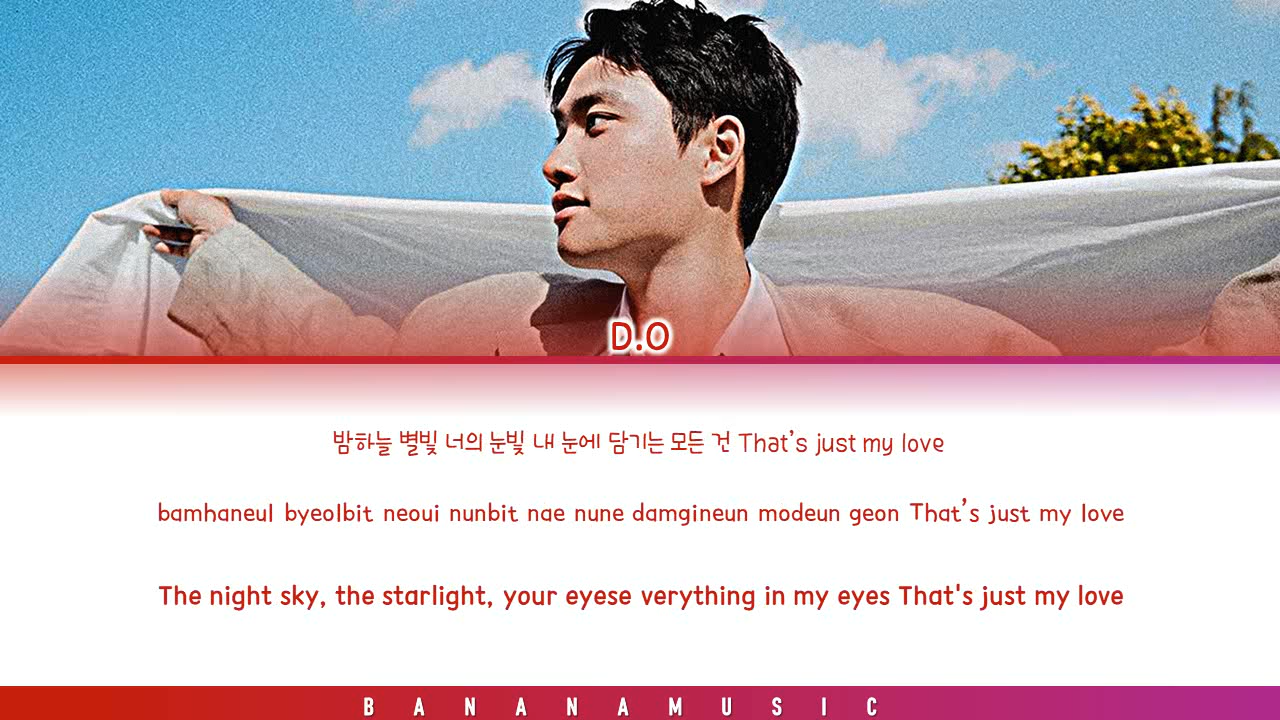 D.O
밤하늘 별빛 너의 눈빛 내 눈에 담기는 모든 건 That’s just my love
bamhaneul byeolbit neoui nunbit nae nune damgineun modeun geon That’s just my love
The night sky, the starlight, your eyese verything in my eyes That's just my love
BANANAMUSIC